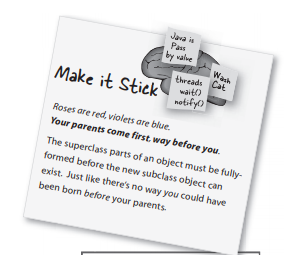 Java is
Pass
by value
threads
wait()
notify()
Wash
Cat
Make it Stick
Roses are red, violets are blue.
Your parents come first, way before you.
The superclass parts of an object must be fully-
formed before the new subclass object can
exist. Just like there's no way you could have
been born before your parents.